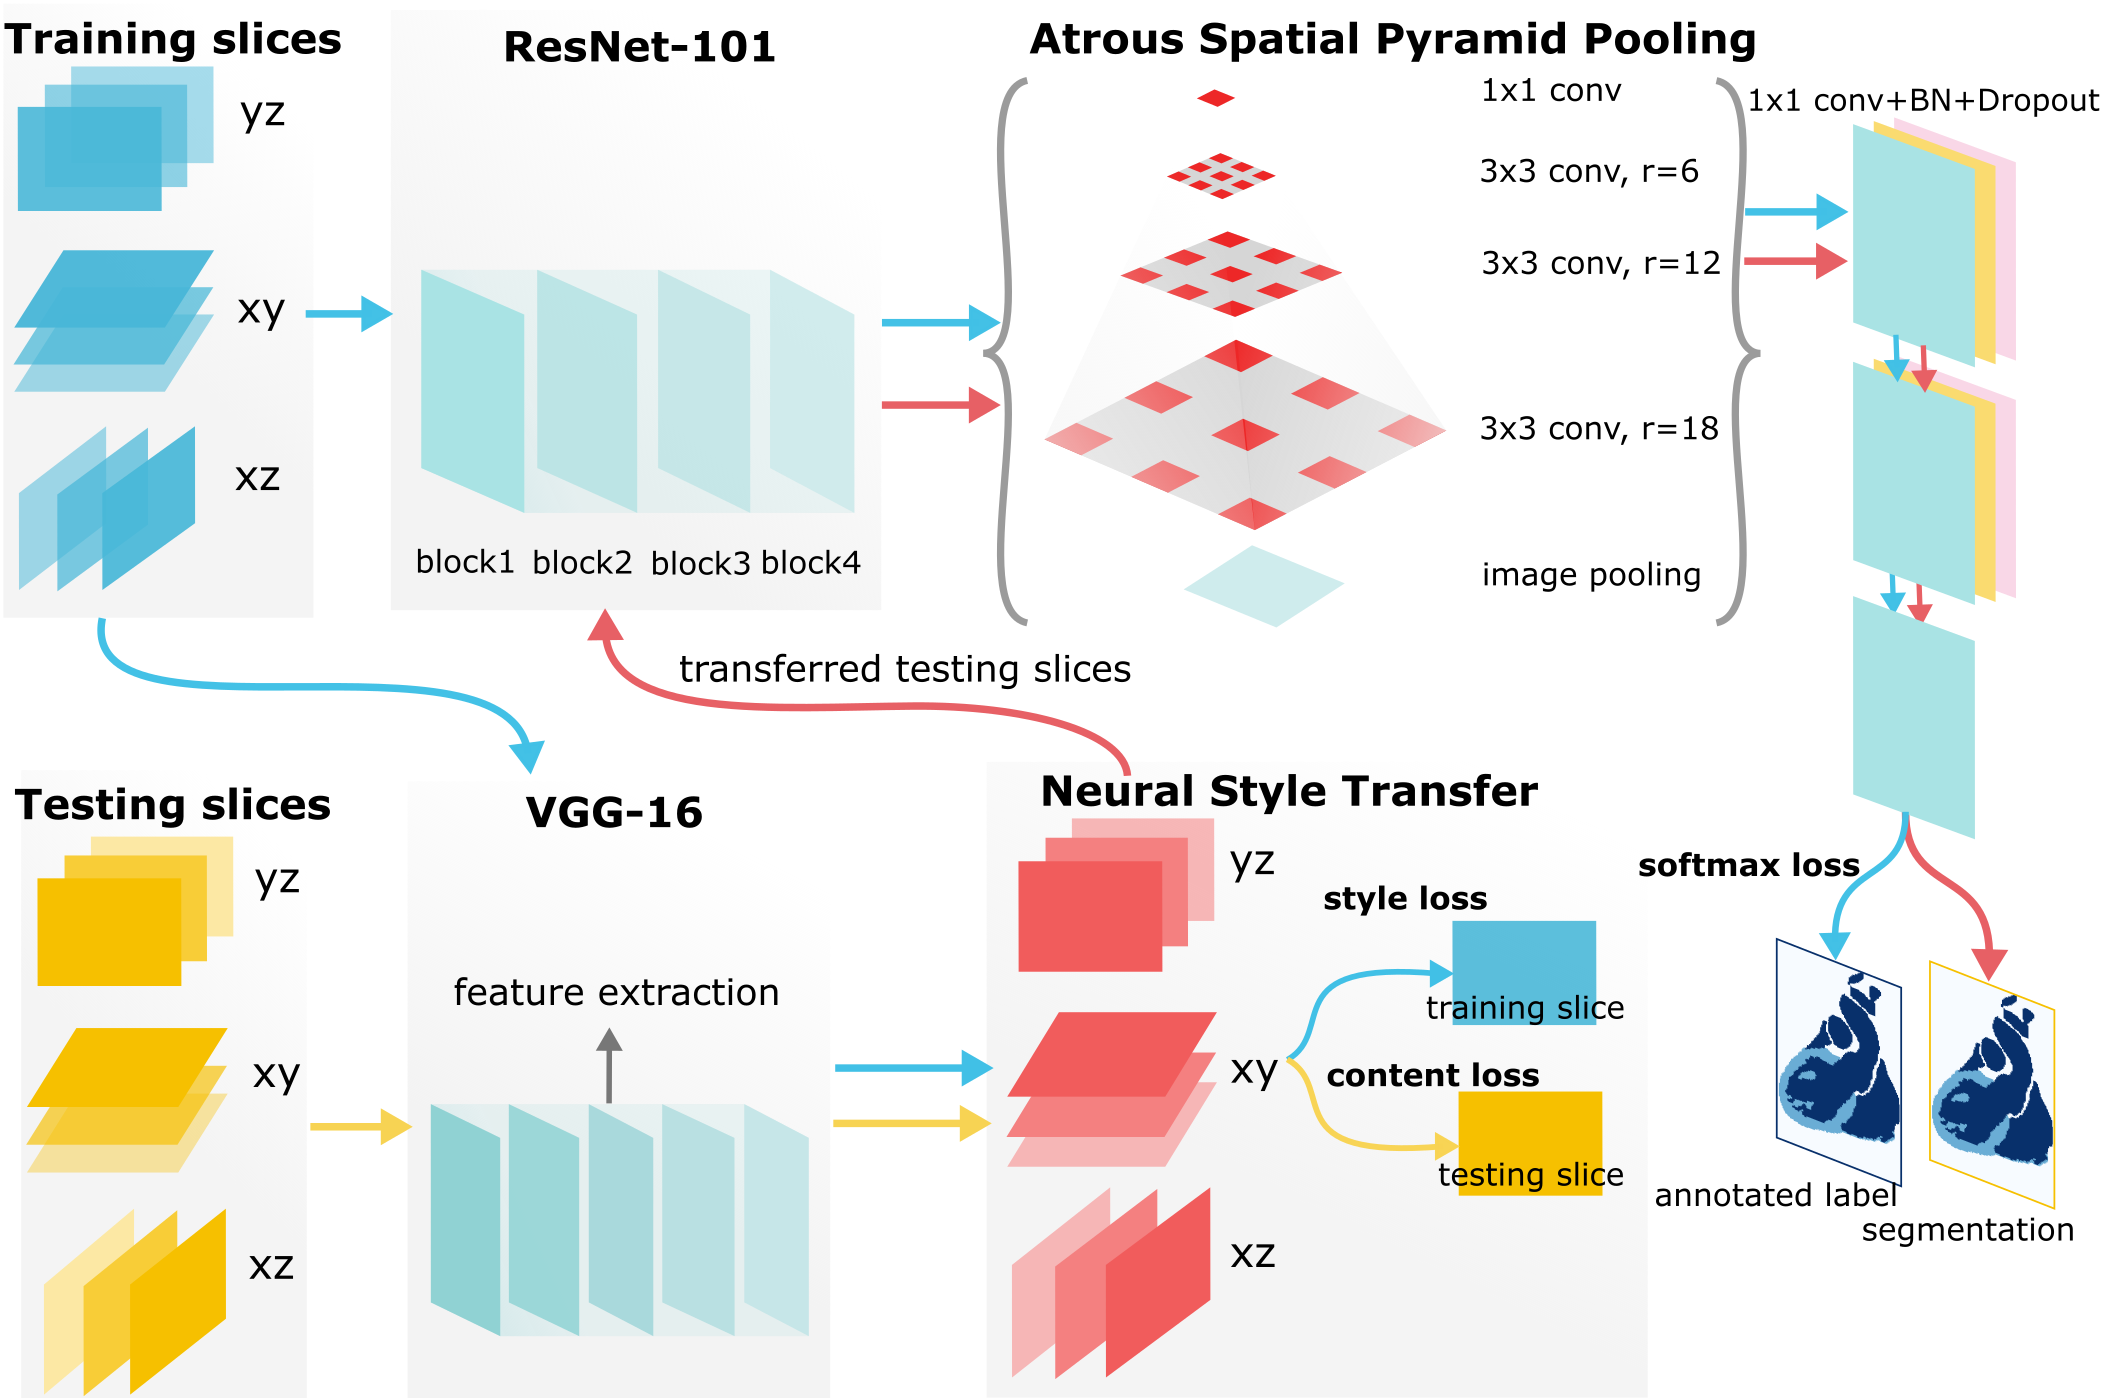 Training slices
yz
xy
xz
ResNet-101
block1 block2 block3 block4
Atrous Spatial Pyramid Pooling
1x1 conv
3x3 conv, r=6
3x3 conv, r=12
3x3 conv, r=18
image pooling
1x1 conv+BN+Dropout
transferred testing slices
Testing slices
yz
xy
xz
VGG-16
feature extraction
Neural Style Transfer
yz
xy
xz
style loss
training slice
content loss
testing slice
softmax loss
annotated label
segmentation